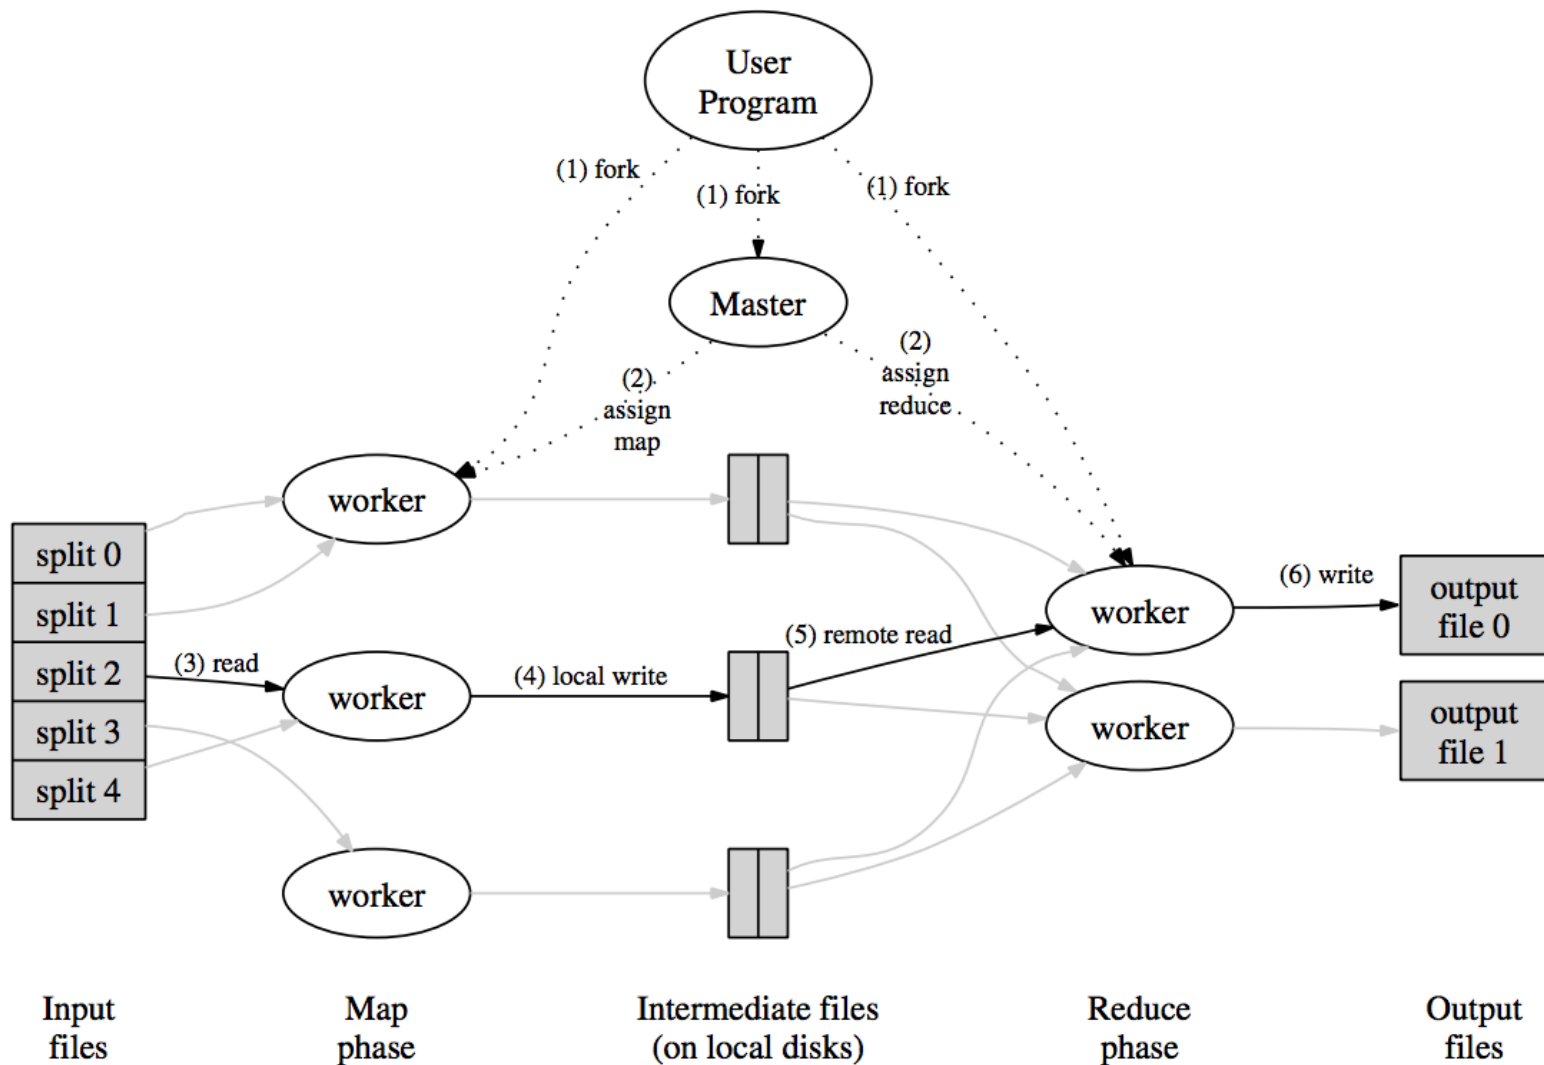 User
Program
(1) fork
(1) fork
(1) fork
Master
(2)
assign
map
(2)
assign
reduce
split 0
split 1
split 2
split 3
split 4
(3) read
worker
worker
worker
(4) local write
(5) remote read
worker
worker
(6) write
output
file 0
output
file 1
Input
files
Map
phase
Intermediate files
(on local disks)
Reduce
phase
Output
files